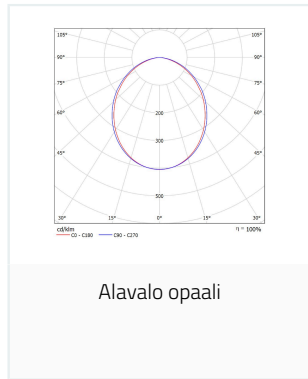 105° 105°
90° 90°
75° 75°
60° 60°
200
45° 300 45°
500
30° 15° 0° 15° 30°
cd/klm η = 100%
C0 - C180 C90 - C270
Alavalo opaali